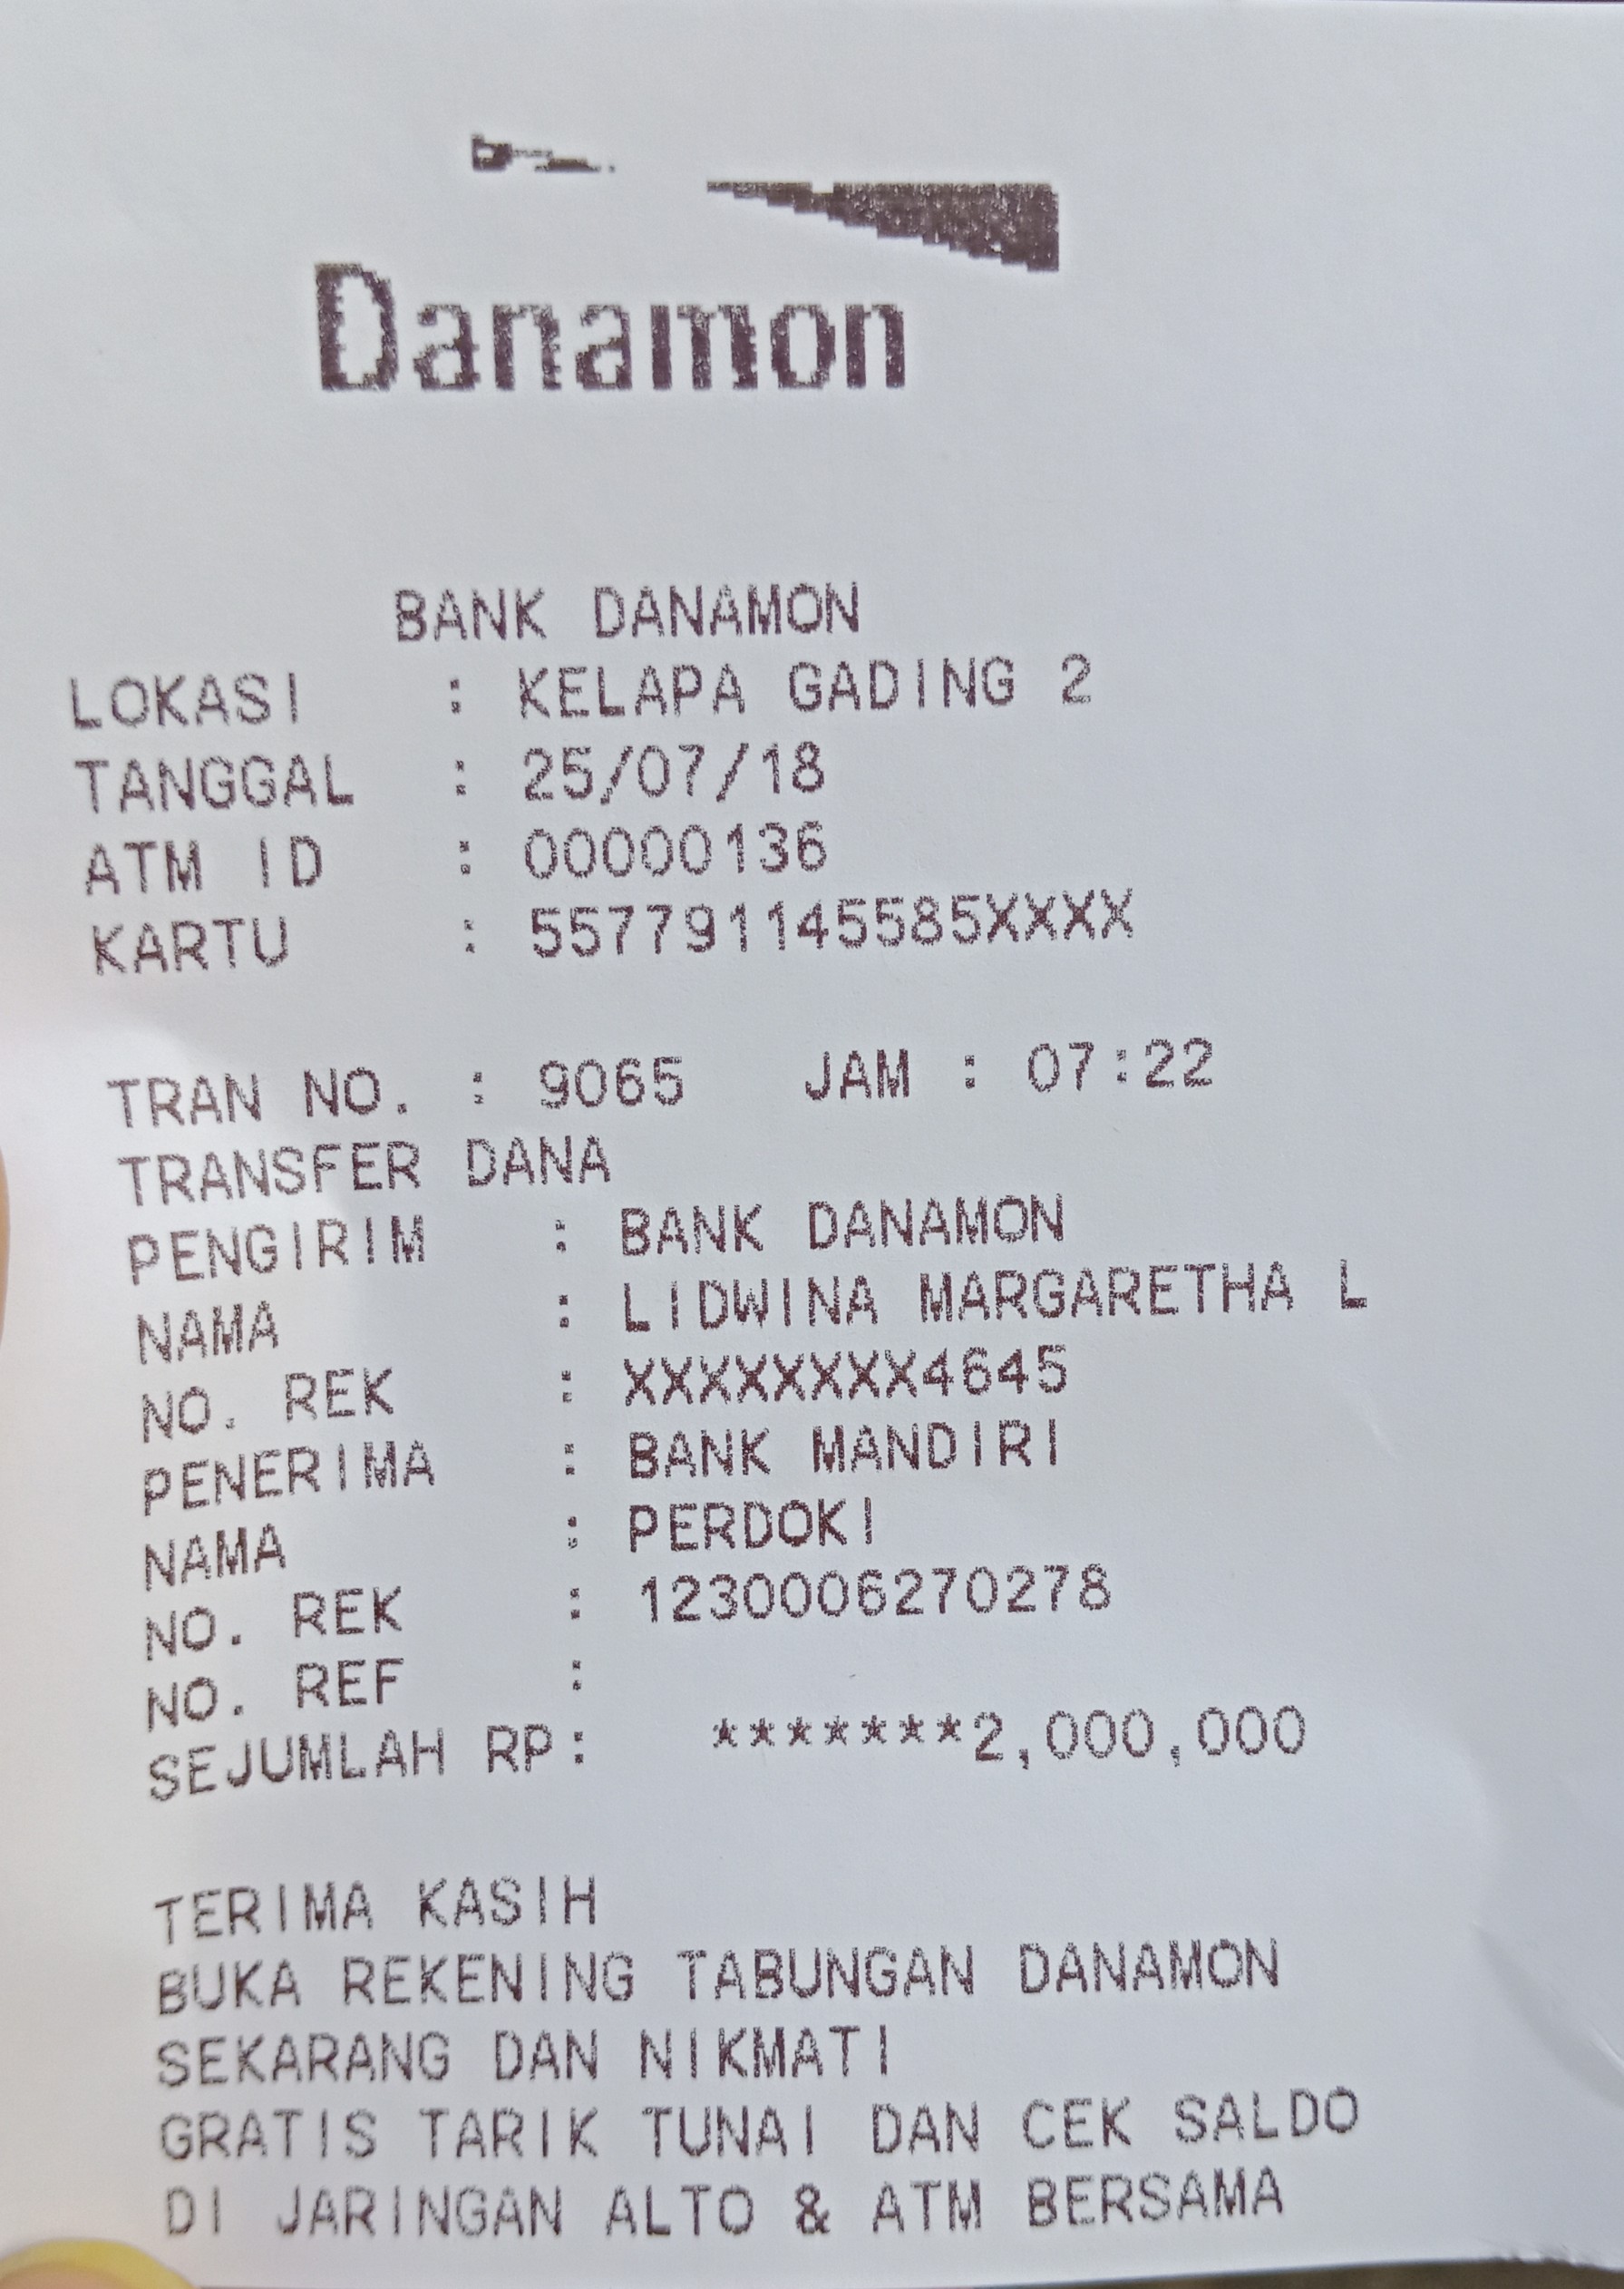 Danamon
BANK DANAMON
LOKASI : KELAPA GADING 2
TANGGAL : 25/07/18
ATM ID : 00000136
KARTU : 557791145585XXXX
TRAN NO. : 9065 JAM : 07:22
TRANSFER DANA
PENGIRIM : BANK DANAMON
NAMA : LIDWINA MARGARETHA L
NO. REK : XXXXXXXX4645
PENERIMA : BANK MANDIRI
NAMA : PERDOKI
NO. REK : 1230006270278
NO. REF :
SEJUMLAH RP: *******2,000,000
TERIMA KASIH
BUKA REKENING TABUNGAN DANAMON
SEKARANG DAN NIKMATI
GRATIS TARIK TUNAI DAN CEK SALDO
DI JARINGAN ALTO & ATM BERSAMA